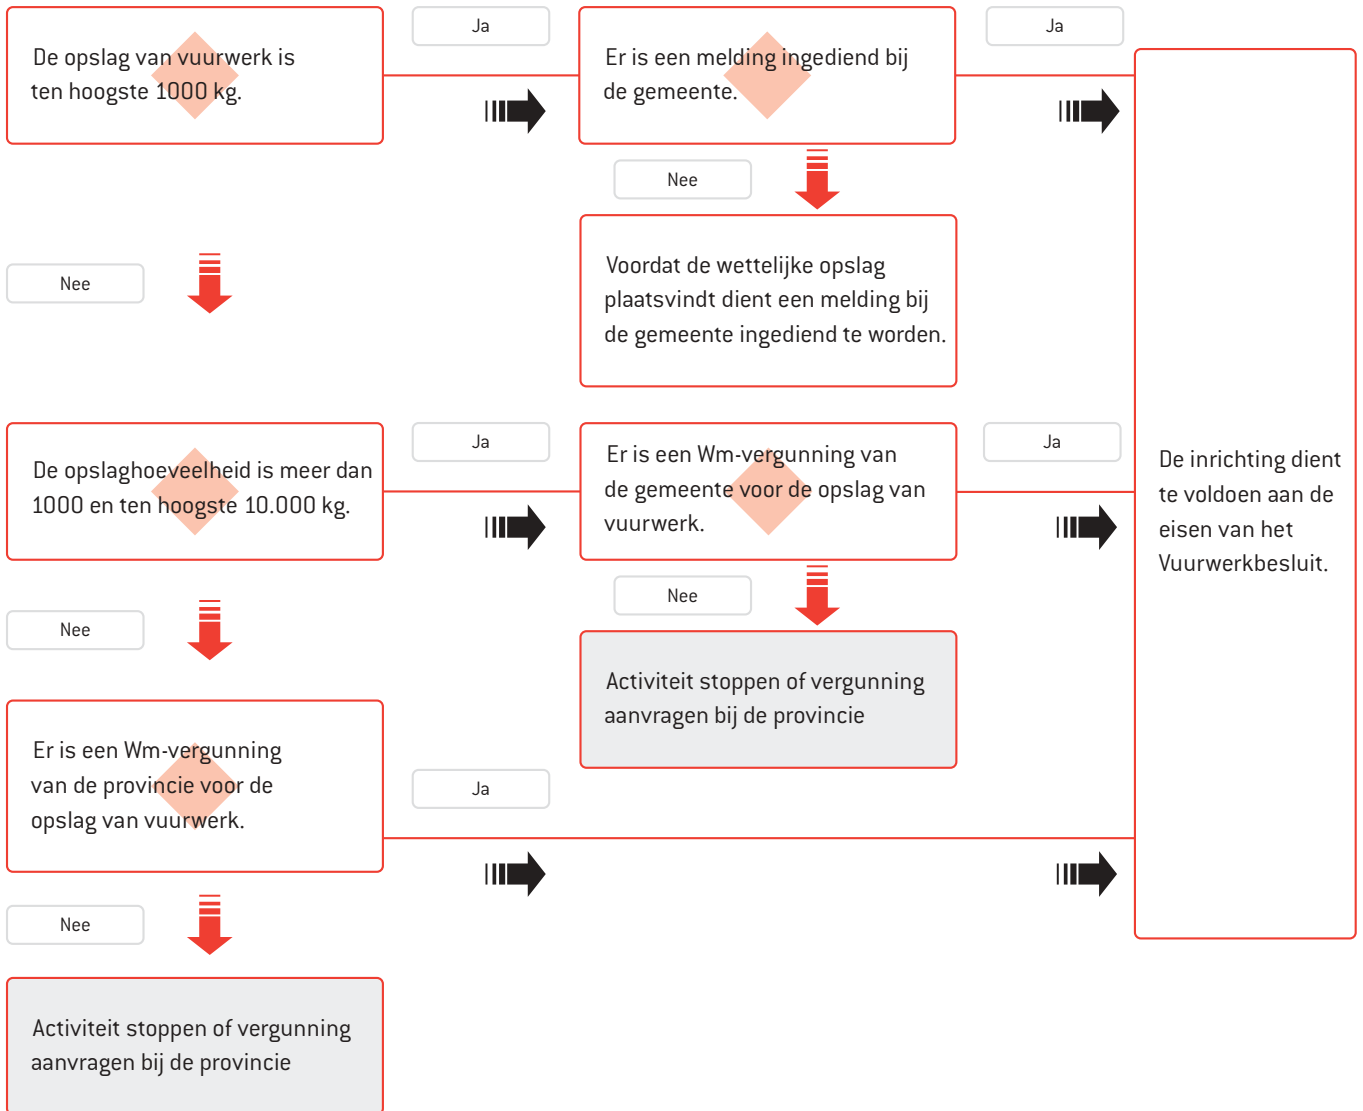 De opslag van vuurwerk is
ten hoogste 1000 kg.
Ja
Er is een melding ingediend bij
de gemeente.
Ja
Nee
Voordat de wettelijke opslag
plaatsvindt dient een melding bij
de gemeente ingediend te worden.
Nee
De opslaghoeveelheid is meer dan
1000 en ten hoogste 10.000 kg.
Ja
Er is een Wm-vergunning van
de gemeente voor de opslag van
vuurwerk.
Ja
De inrichting dient
te voldoen aan de
eisen van het
Vuurwerkbesluit.
Nee
Activiteit stoppen of vergunning
aanvragen bij de provincie
Nee
Er is een Wm-vergunning
van de provincie voor de
opslag van vuurwerk.
Ja
Nee
Activiteit stoppen of vergunning
aanvragen bij de provincie